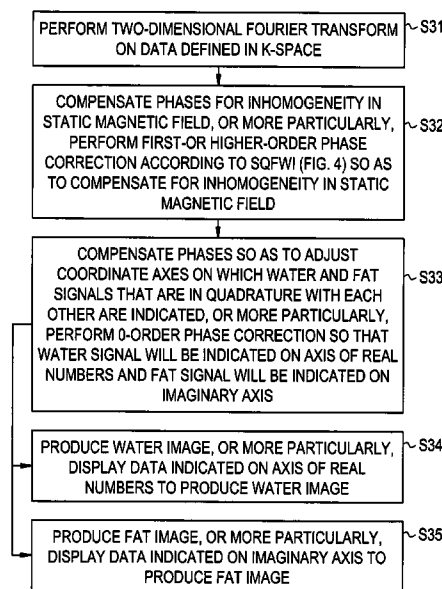 PERFORM TWO-DIMENSIONAL FOURIER TRANSFORM
ON DATA DEFINED IN K-SPACE
S31
COMPENSATE PHASES FOR INHOMOGENEITY IN
STATIC MAGNETIC FIELD, OR MORE PARTICULARLY,
PERFORM FIRST-OR HIGHER-ORDER PHASE
CORRECTION ACCORDING TO SQFWI (FIG. 4) SO AS
TO COMPENSATE FOR INHOMOGENEITY IN STATIC
MAGNETIC FIELD
S32
COMPENSATE PHASES SO AS TO ADJUST
COORDINATE AXES ON WHICH WATER AND FAT
SIGNALS THAT ARE IN QUADRATURE WITH EACH
OTHER ARE INDICATED, OR MORE PARTICULARLY,
PERFORM 0-ORDER PHASE CORRECTION SO THAT
WATER SIGNAL WILL BE INDICATED ON AXIS OF REAL
NUMBERS AND FAT SIGNAL WILL BE INDICATED ON
IMAGINARY AXIS
S33
PRODUCE WATER IMAGE, OR MORE PARTICULARLY,
DISPLAY DATA INDICATED ON AXIS OF REAL
NUMBERS TO PRODUCE WATER IMAGE
S34
PRODUCE FAT IMAGE, OR MORE PARTICULARLY,
DISPLAY DATA INDICATED ON IMAGINARY AXIS TO
PRODUCE FAT IMAGE
S35